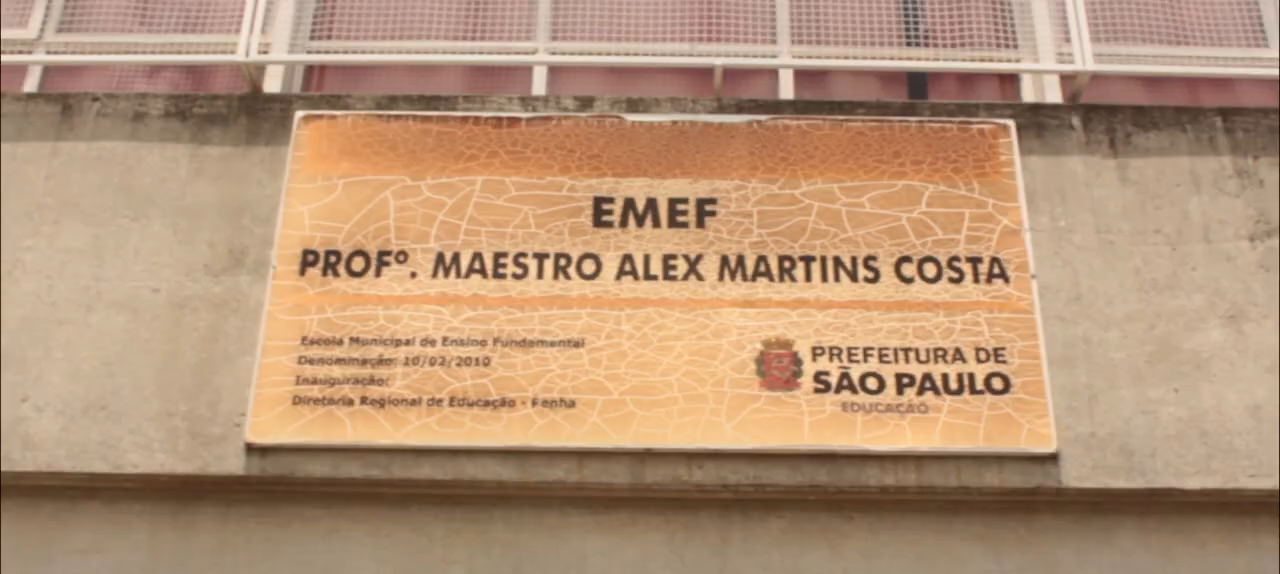 EMEF
PROFº. MAESTRO ALEX MARTINS COSTA
Escola Municipal de Ensino Fundamental
Denominação: 10/02/2010
Inauguração:
Diretoria Regional de Educação - Penha
PREFEITURA DE
SÃO PAULO
EDUCAÇÃO